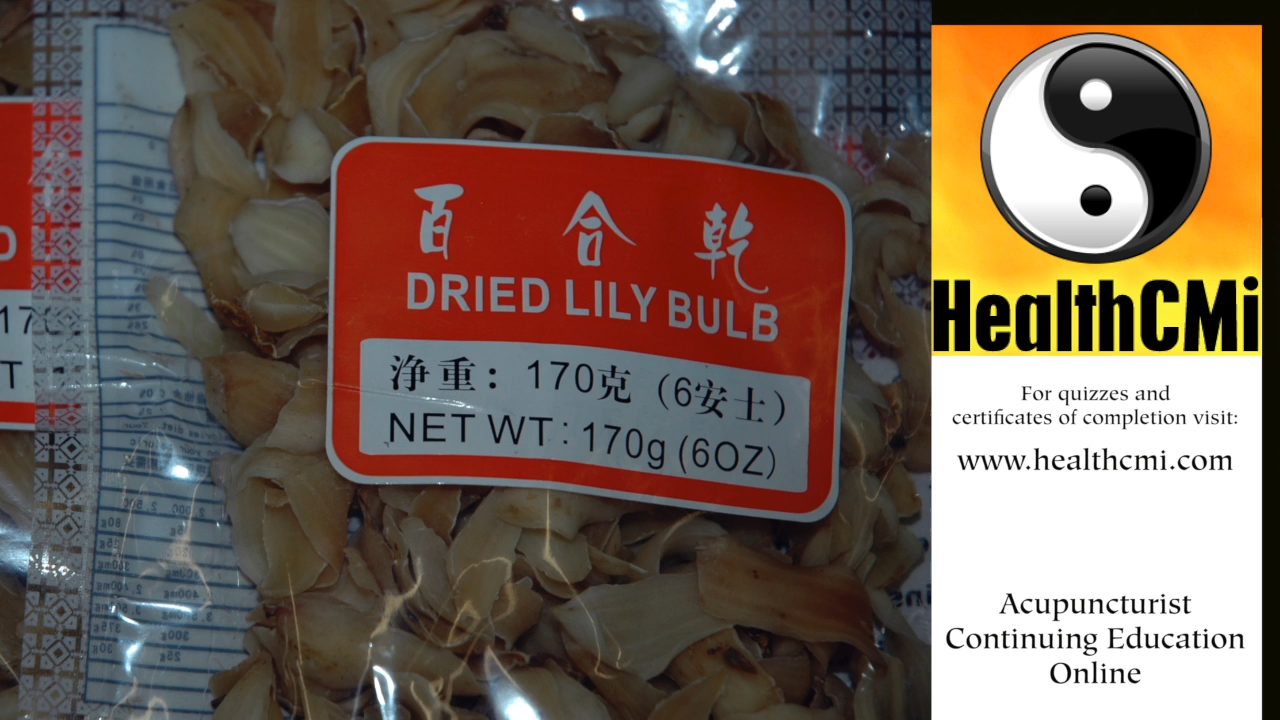 百合乾
DRIED LILY BULB
净重：170克（6安士）
NET WT: 170g (6OZ)
HealthCMi
For quizzes and
certificates of completion visit:
www.healthcmi.com
Acupuncturist
Continuing Education
Online